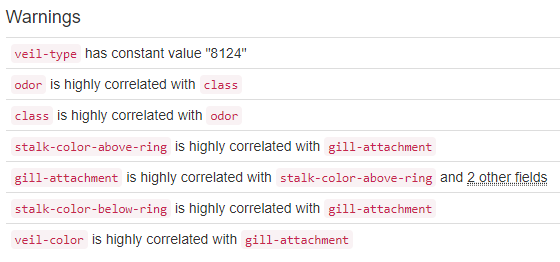 Warnings
veil-type has constant value "8124"
odor is highly correlated with class
class is highly correlated with odor
stalk-color-above-ring is highly correlated with gill-attachment
gill-attachment is highly correlated with stalk-color-above-ring and 2 other fields
stalk-color-below-ring is highly correlated with gill-attachment
veil-color is highly correlated with gill-attachment